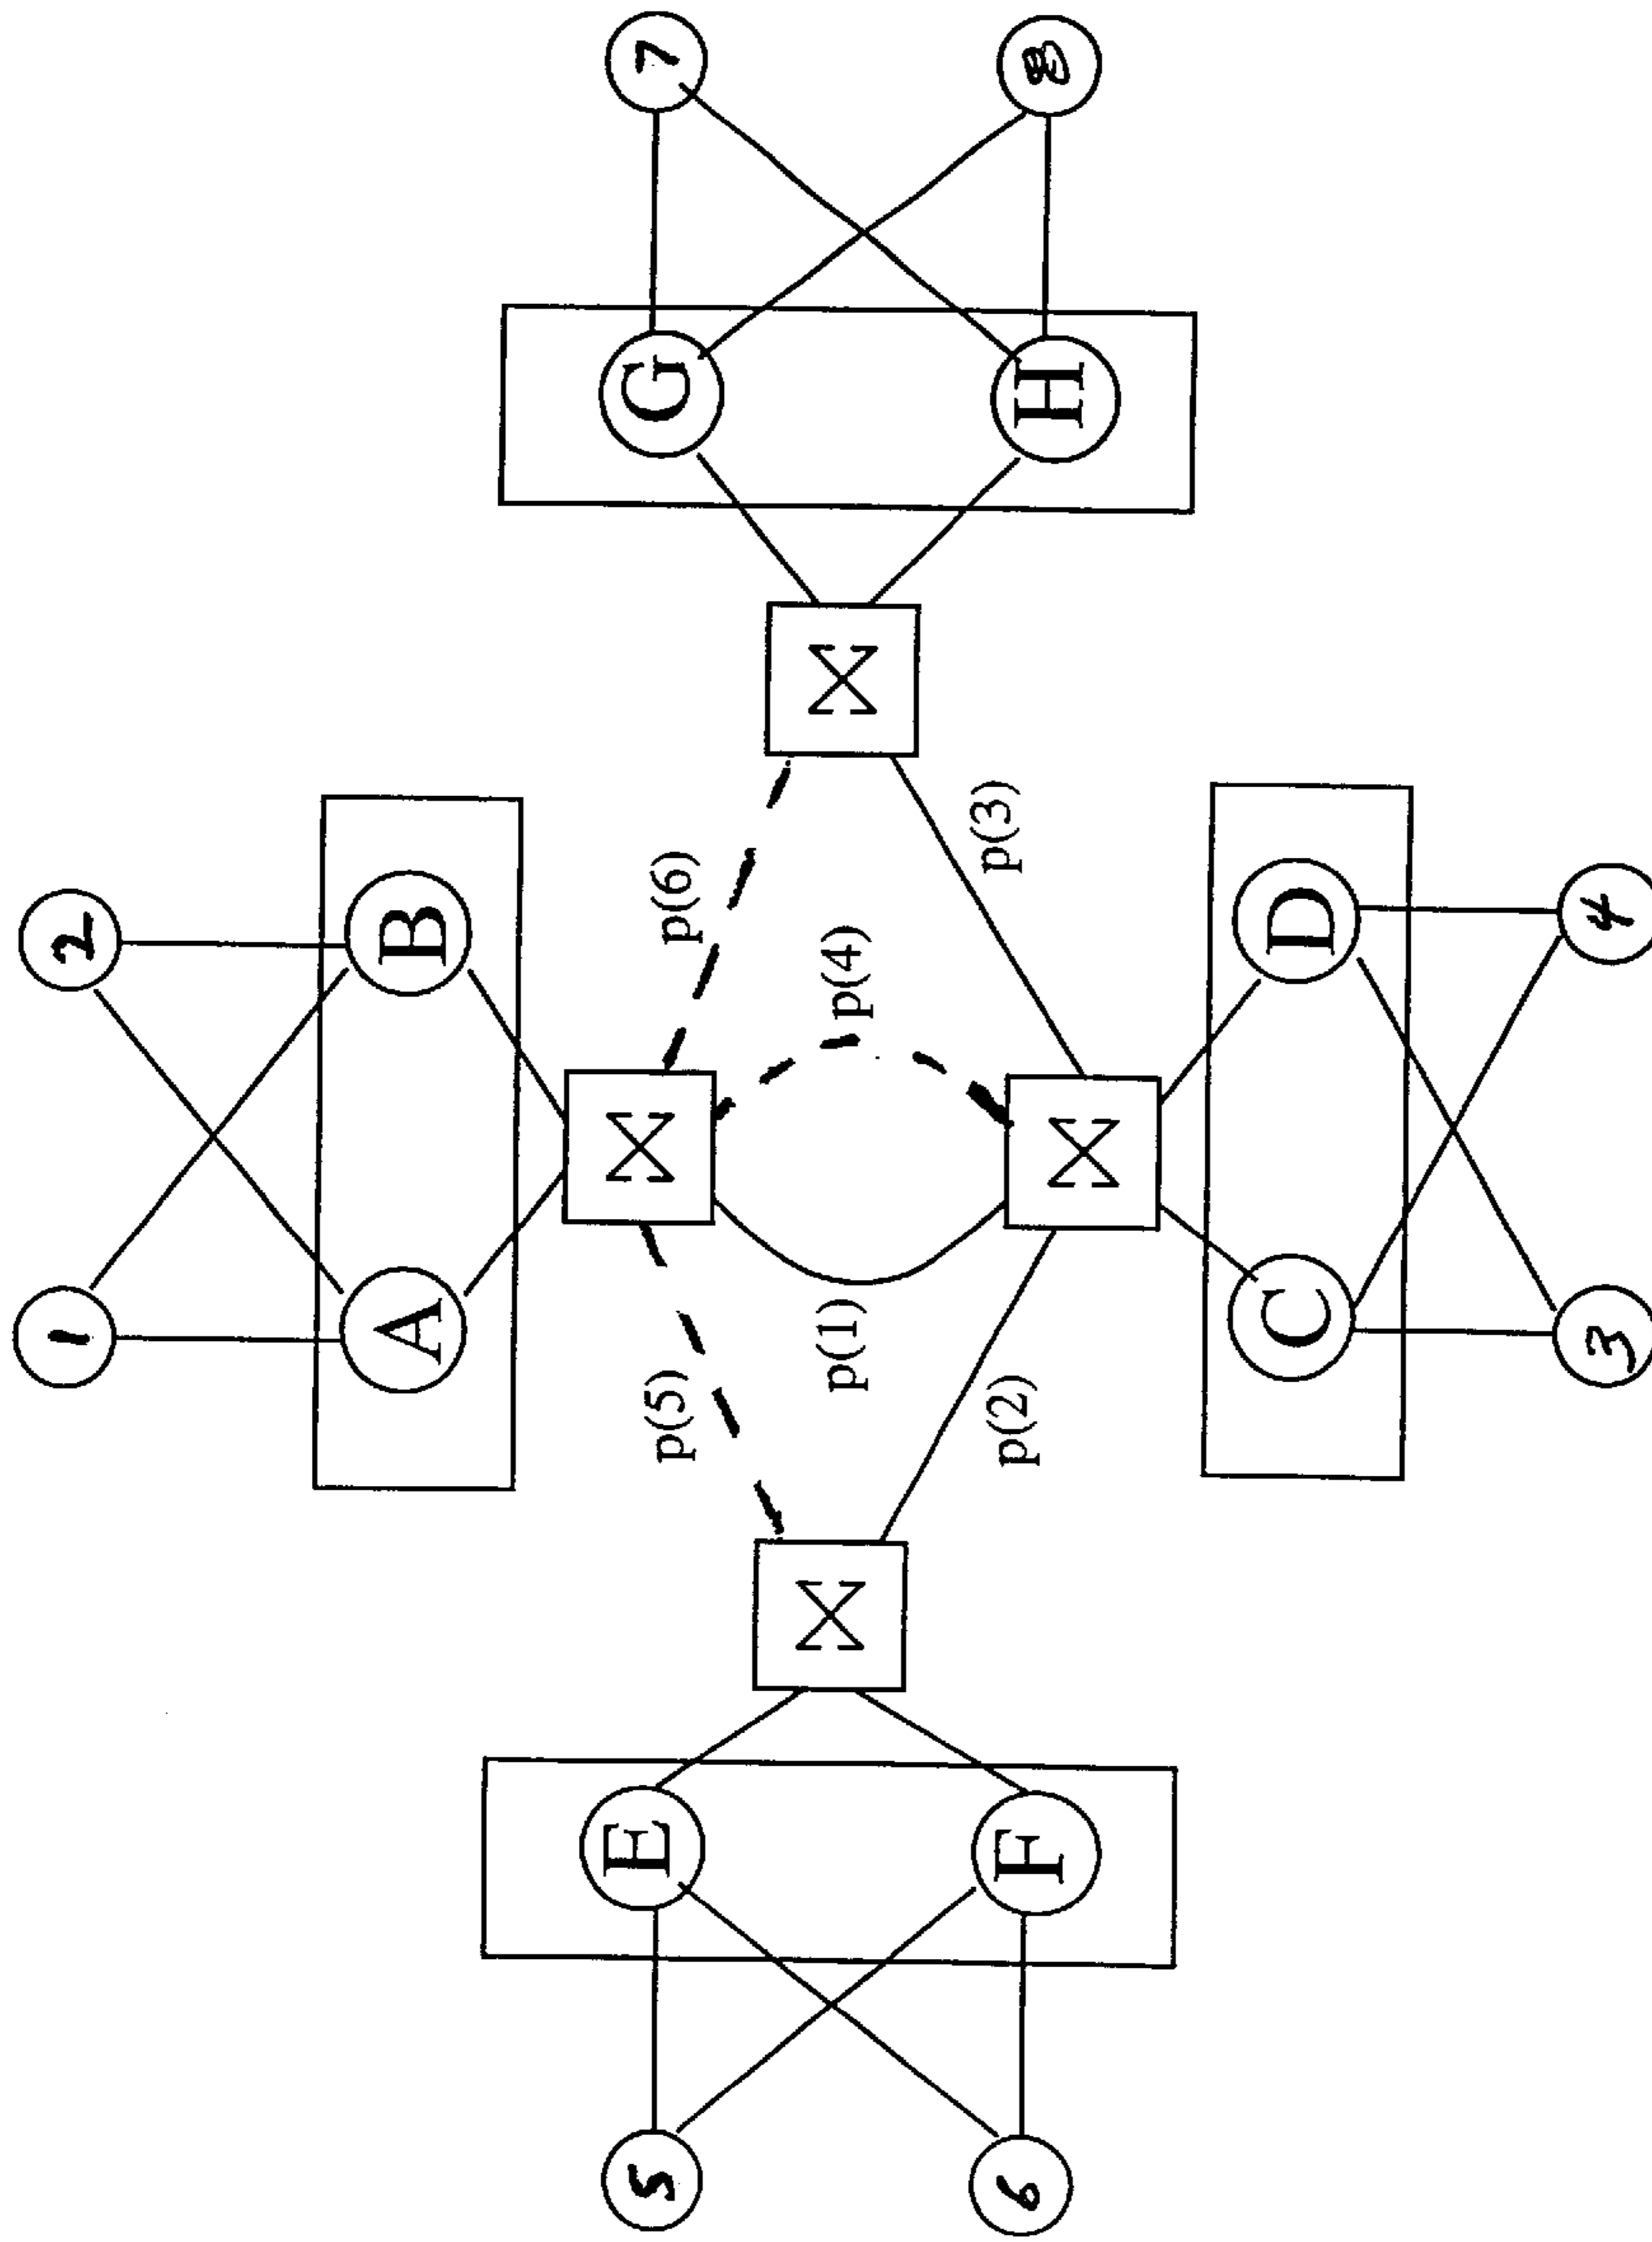 1 2
A B
5 E p(5) X p(6) G 7
X p(1) p(4) X
6 F p(2) X p(3) H 8
C D
3 4